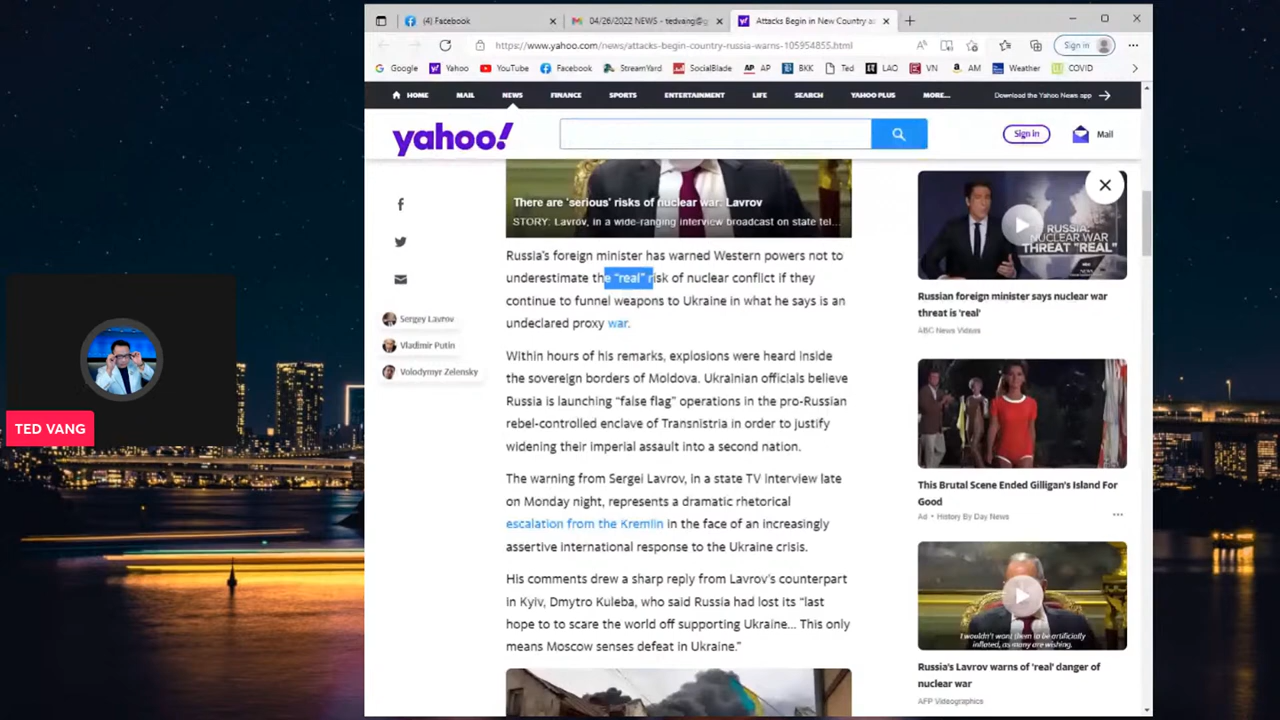 (4) Facebook
04/26/2022 NEWS - tedvang@g
Attacks Begin in New Country as
https://www.yahoo.com/news/attacks-begin-country-russia-warns-105954855.html
Sign in
Google
Yahoo
YouTube
Facebook
StreamYard
SocialBlade
AP AP
BKK
Ted
LAO
VN
AM
Weather
COVID
HOME
MAIL
NEWS
FINANCE
SPORTS
ENTERTAINMENT
LIFE
SEARCH
YAHOO PLUS
MORE...
Download the Yahoo News app
yahoo!
Sign in
Mail
There are 'serious' risks of nuclear war: Lavrov
STORY: Lavrov, in a wide-ranging interview broadcast on state tel...
Russia's foreign minister has warned Western powers not to
underestimate the “real” risk of nuclear conflict if they
continue to funnel weapons to Ukraine in what he says is an
undeclared proxy war.
Within hours of his remarks, explosions were heard inside
the sovereign borders of Moldova. Ukrainian officials believe
Russia is launching “false flag” operations in the pro-Russian
rebel-controlled enclave of Transnistria in order to justify
widening their imperial assault into a second nation.
The warning from Sergei Lavrov, in a state TV interview late
on Monday night, represents a dramatic rhetorical
escalation from the Kremlin in the face of an increasingly
assertive international response to the Ukraine crisis.
His comments drew a sharp reply from Lavrov's counterpart
in Kyiv, Dmytro Kuleba, who said Russia had lost its “last
hope to to scare the world off supporting Ukraine... This only
means Moscow senses defeat in Ukraine.”
Sergey Lavrov
Vladimir Putin
Volodymyr Zelensky
TED VANG
RUSSIA:
NUCLEAR WAR
THREAT "REAL"
Russian foreign minister says nuclear war
threat is 'real'
ABC News Videos
This Brutal Scene Ended Gilligan's Island For
Good
Ad • History By Day News
I wouldn't want them to be artificially
inflated, as many are wishing.
Russia's Lavrov warns of 'real' danger of
nuclear war
AFP Videographics